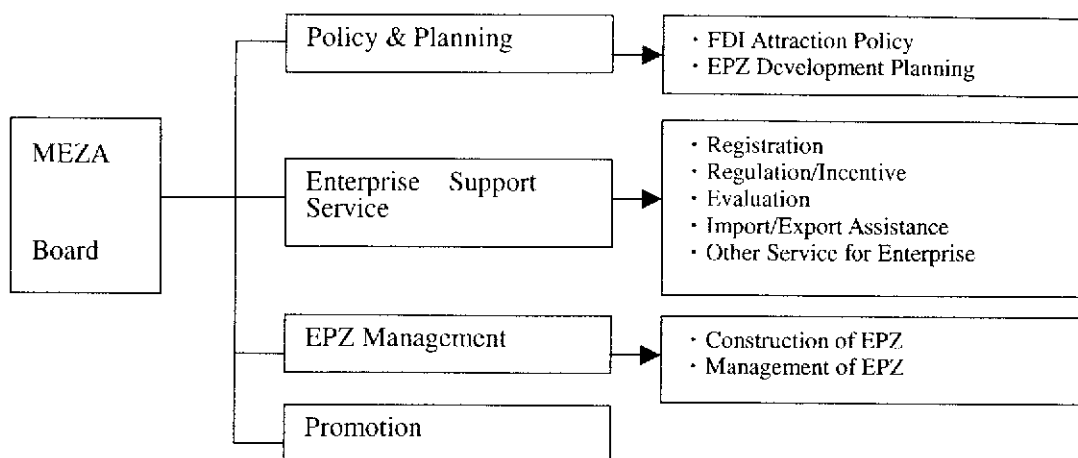 MEZA
Board
Policy & Planning
・FDI Attraction Policy
・EPZ Development Planning
Enterprise Support
Service
・Registration
・Regulation/Incentive
・Evaluation
・Import/Export Assistance
・Other Service for Enterprise
EPZ Management
・Construction of EPZ
・Management of EPZ
Promotion